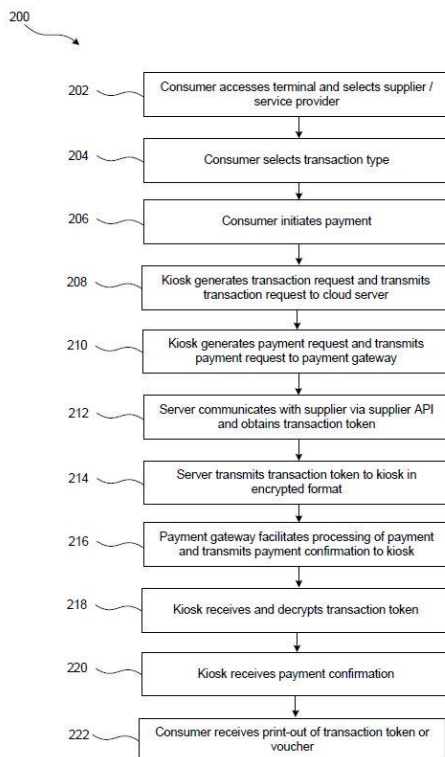 200
202
Consumer accesses terminal and selects supplier /
service provider
204
Consumer selects transaction type
206
Consumer initiates payment
208
Kiosk generates transaction request and transmits
transaction request to cloud server
210
Kiosk generates payment request and transmits
payment request to payment gateway
212
Server communicates with supplier via supplier API
and obtains transaction token
214
Server transmits transaction token to kiosk in
encrypted format
216
Payment gateway facilitates processing of payment
and transmits payment confirmation to kiosk
218
Kiosk receives and decrypts transaction token
220
Kiosk receives payment confirmation
222
Consumer receives print-out of transaction token or
voucher